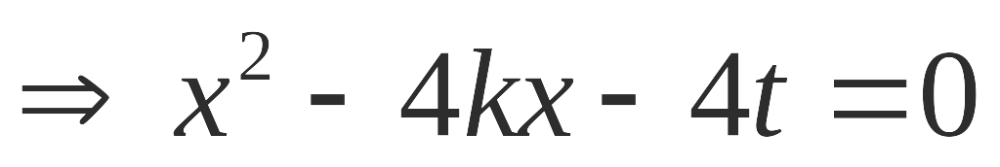 ⇒ x² - 4kx - 4t =0